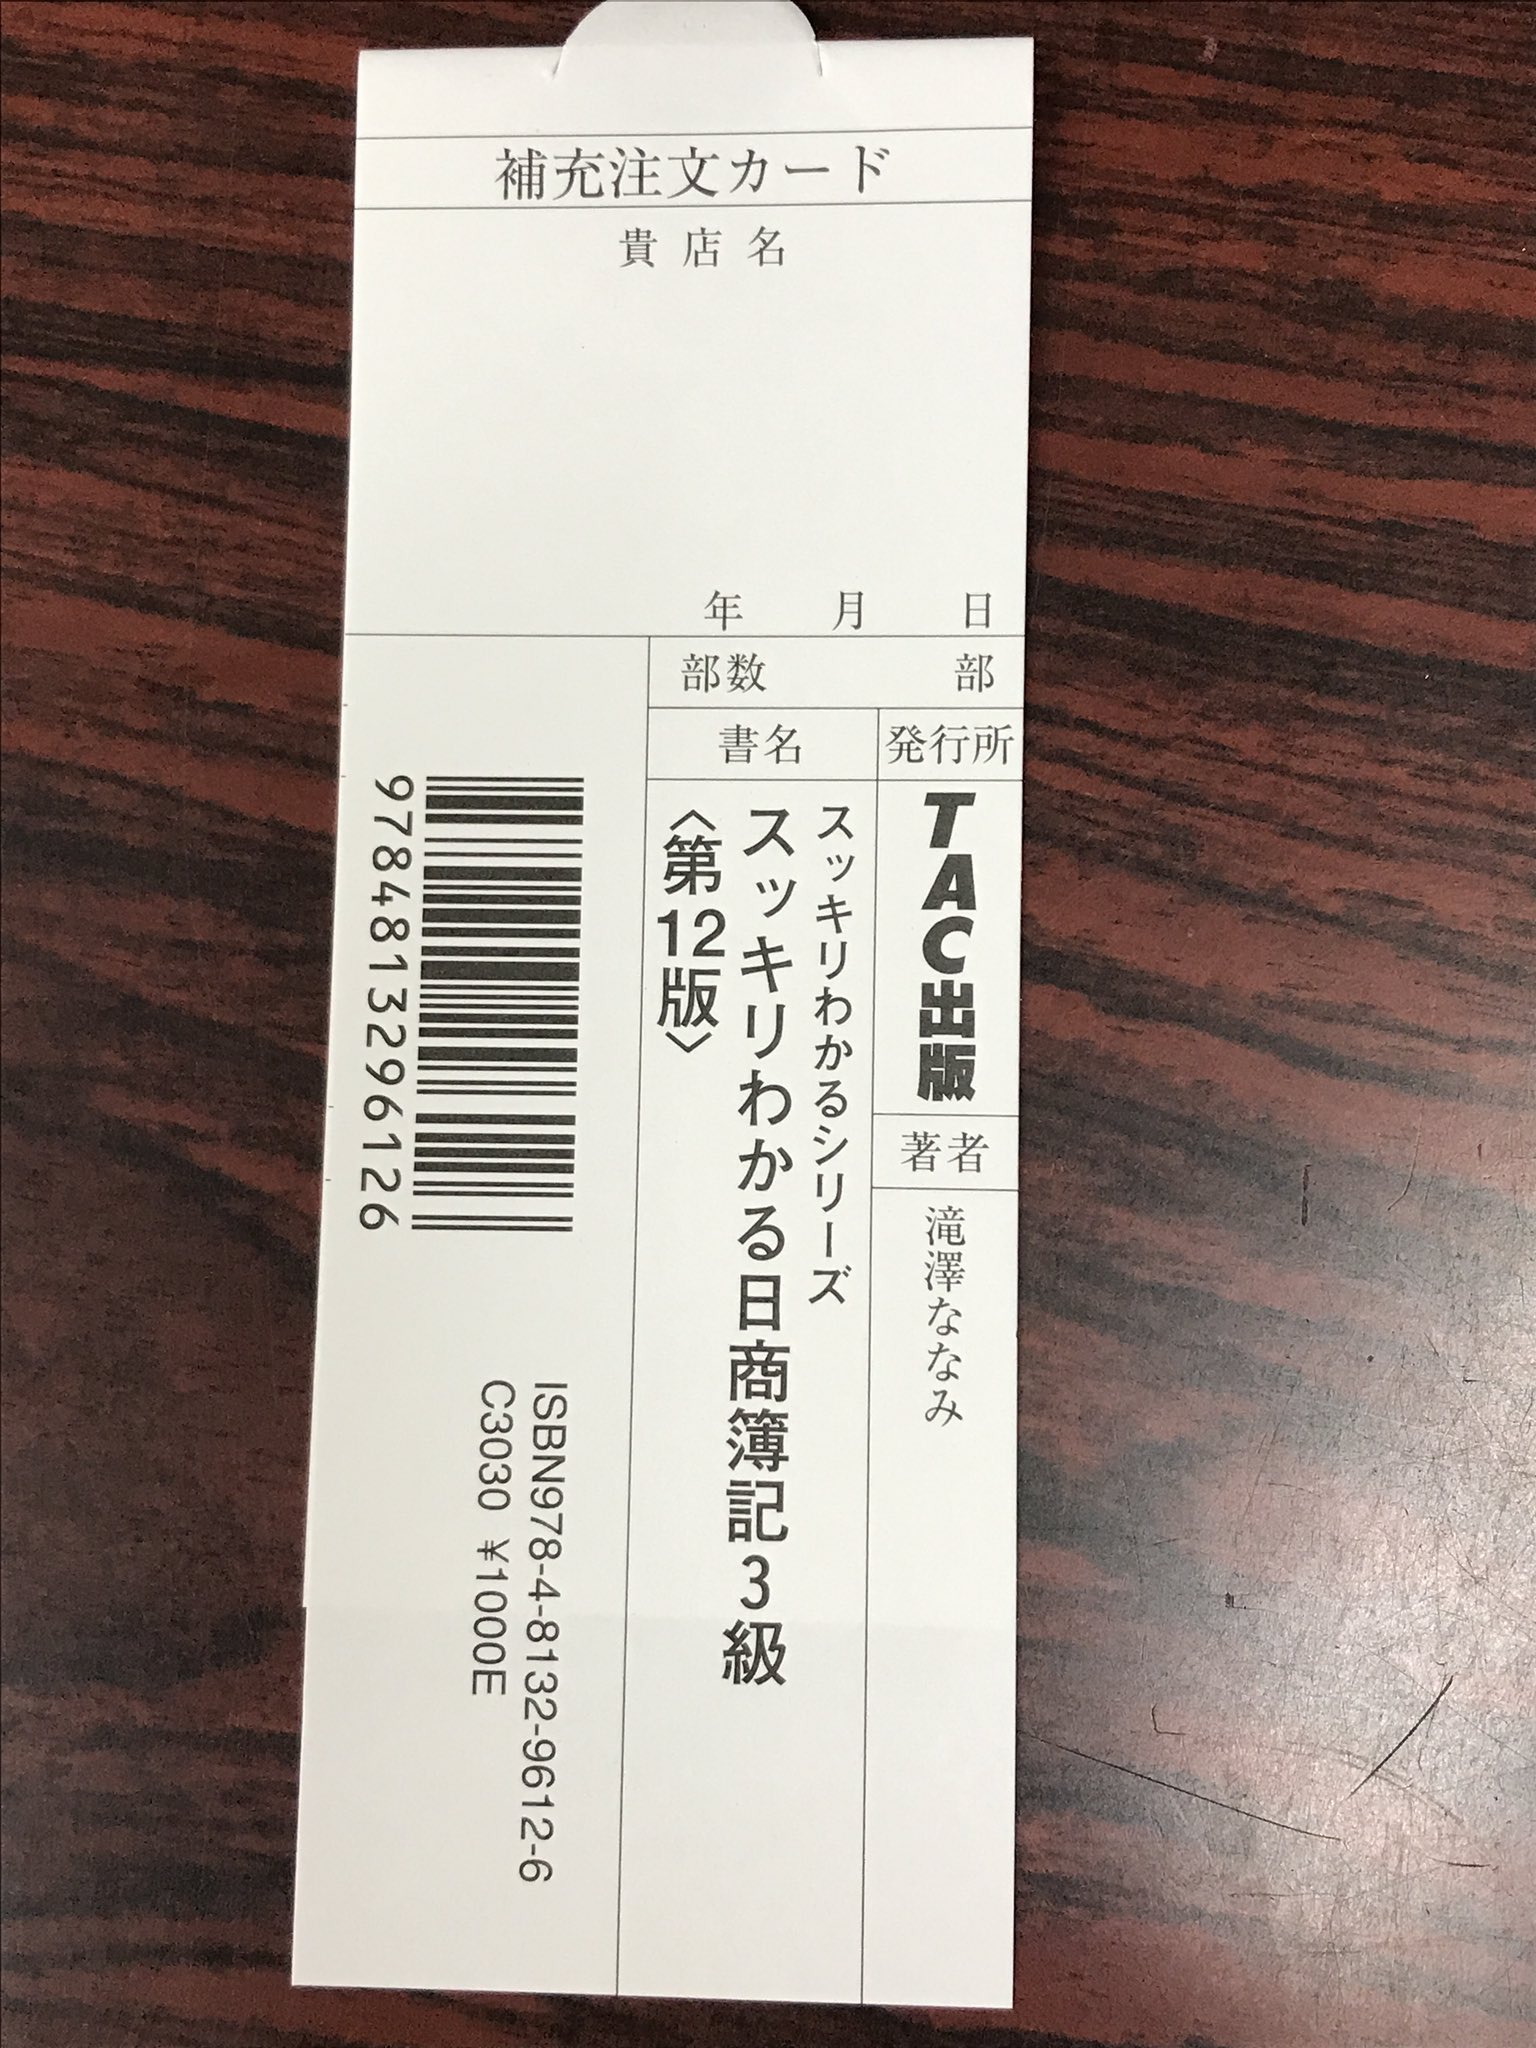 補充注文カード
貴店名
年 月 日
部数 部
発行所
TAC出版
著者
滝澤ななみ
書名
スッキリわかるシリーズ
スッキリわかる日商簿記3級
〈第12版〉
9784813296126
ISBN978-4-8132-9612-6
C3030 ¥1000E